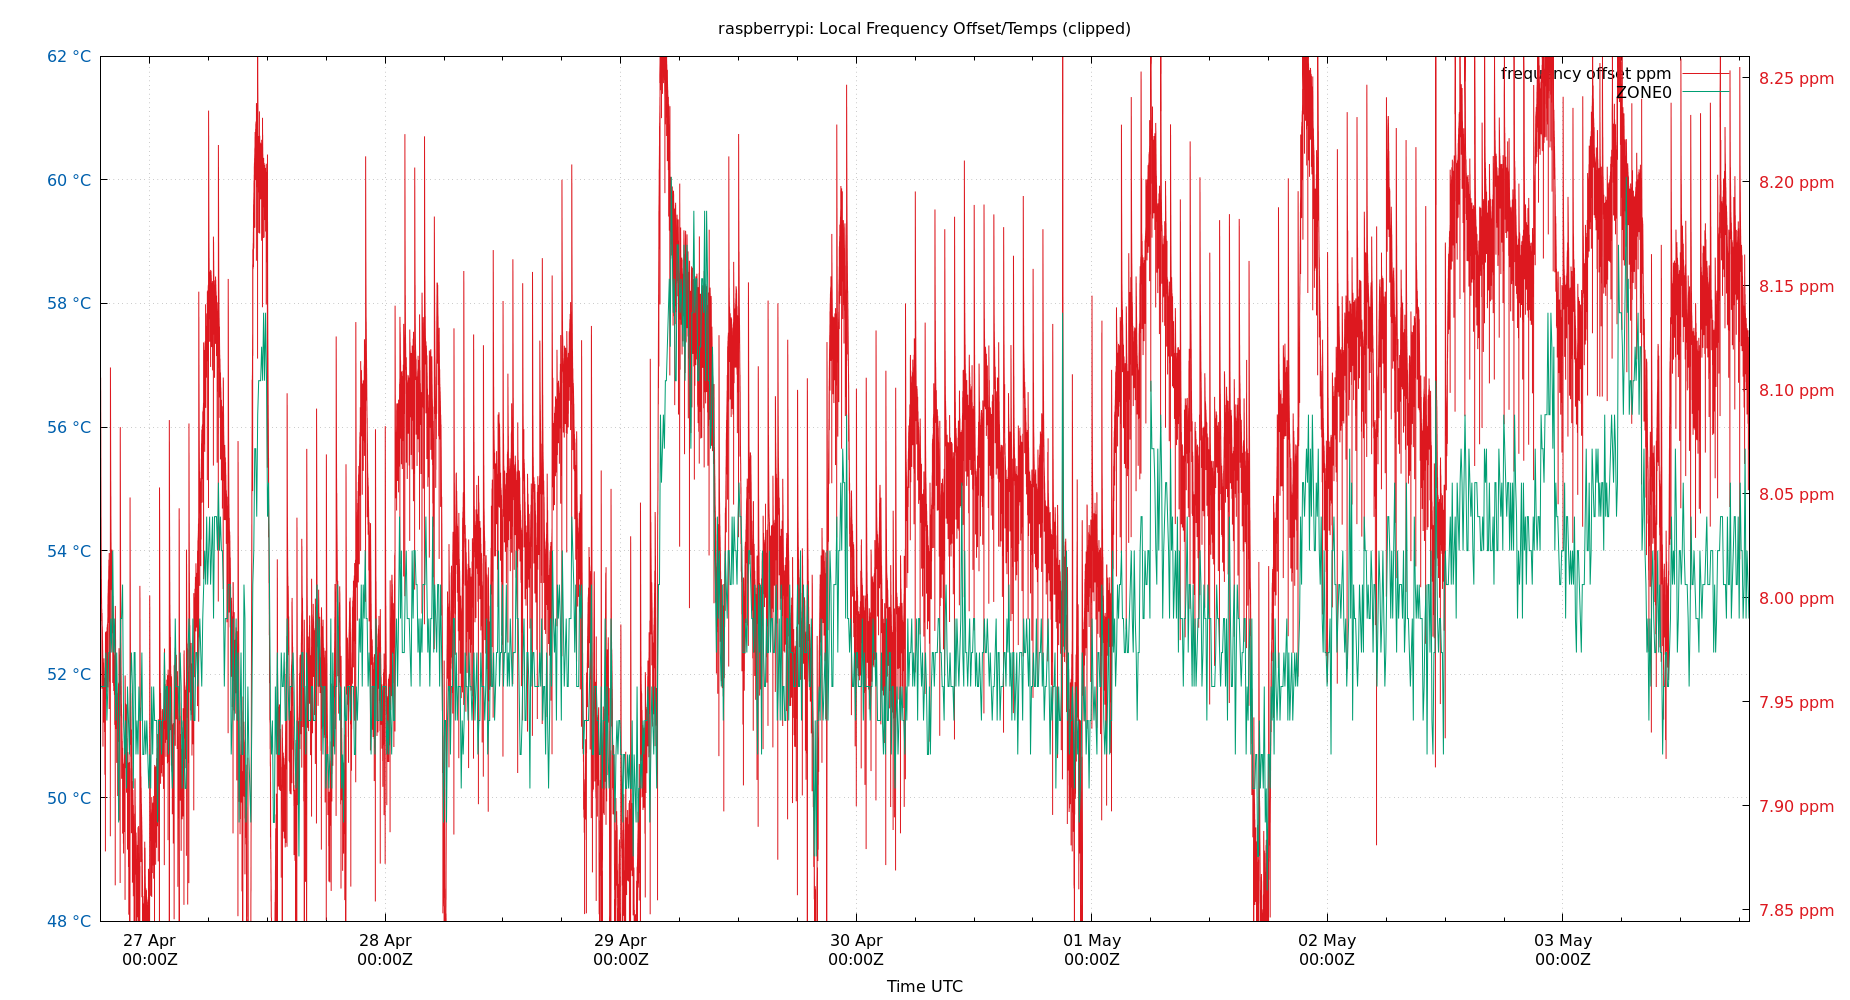 raspberrypi: Local Frequency Offset/Temps (clipped)
62 °C
60 °C
58 °C
56 °C
54 °C
52 °C
50 °C
48 °C
frequency offset ppm
ZONE0
8.25 ppm
8.20 ppm
8.15 ppm
8.10 ppm
8.05 ppm
8.00 ppm
7.95 ppm
7.90 ppm
7.85 ppm
27 Apr 28 Apr 29 Apr 30 Apr 01 May 02 May 03 May
00:00Z 00:00Z 00:00Z 00:00Z 00:00Z 00:00Z 00:00Z
Time UTC